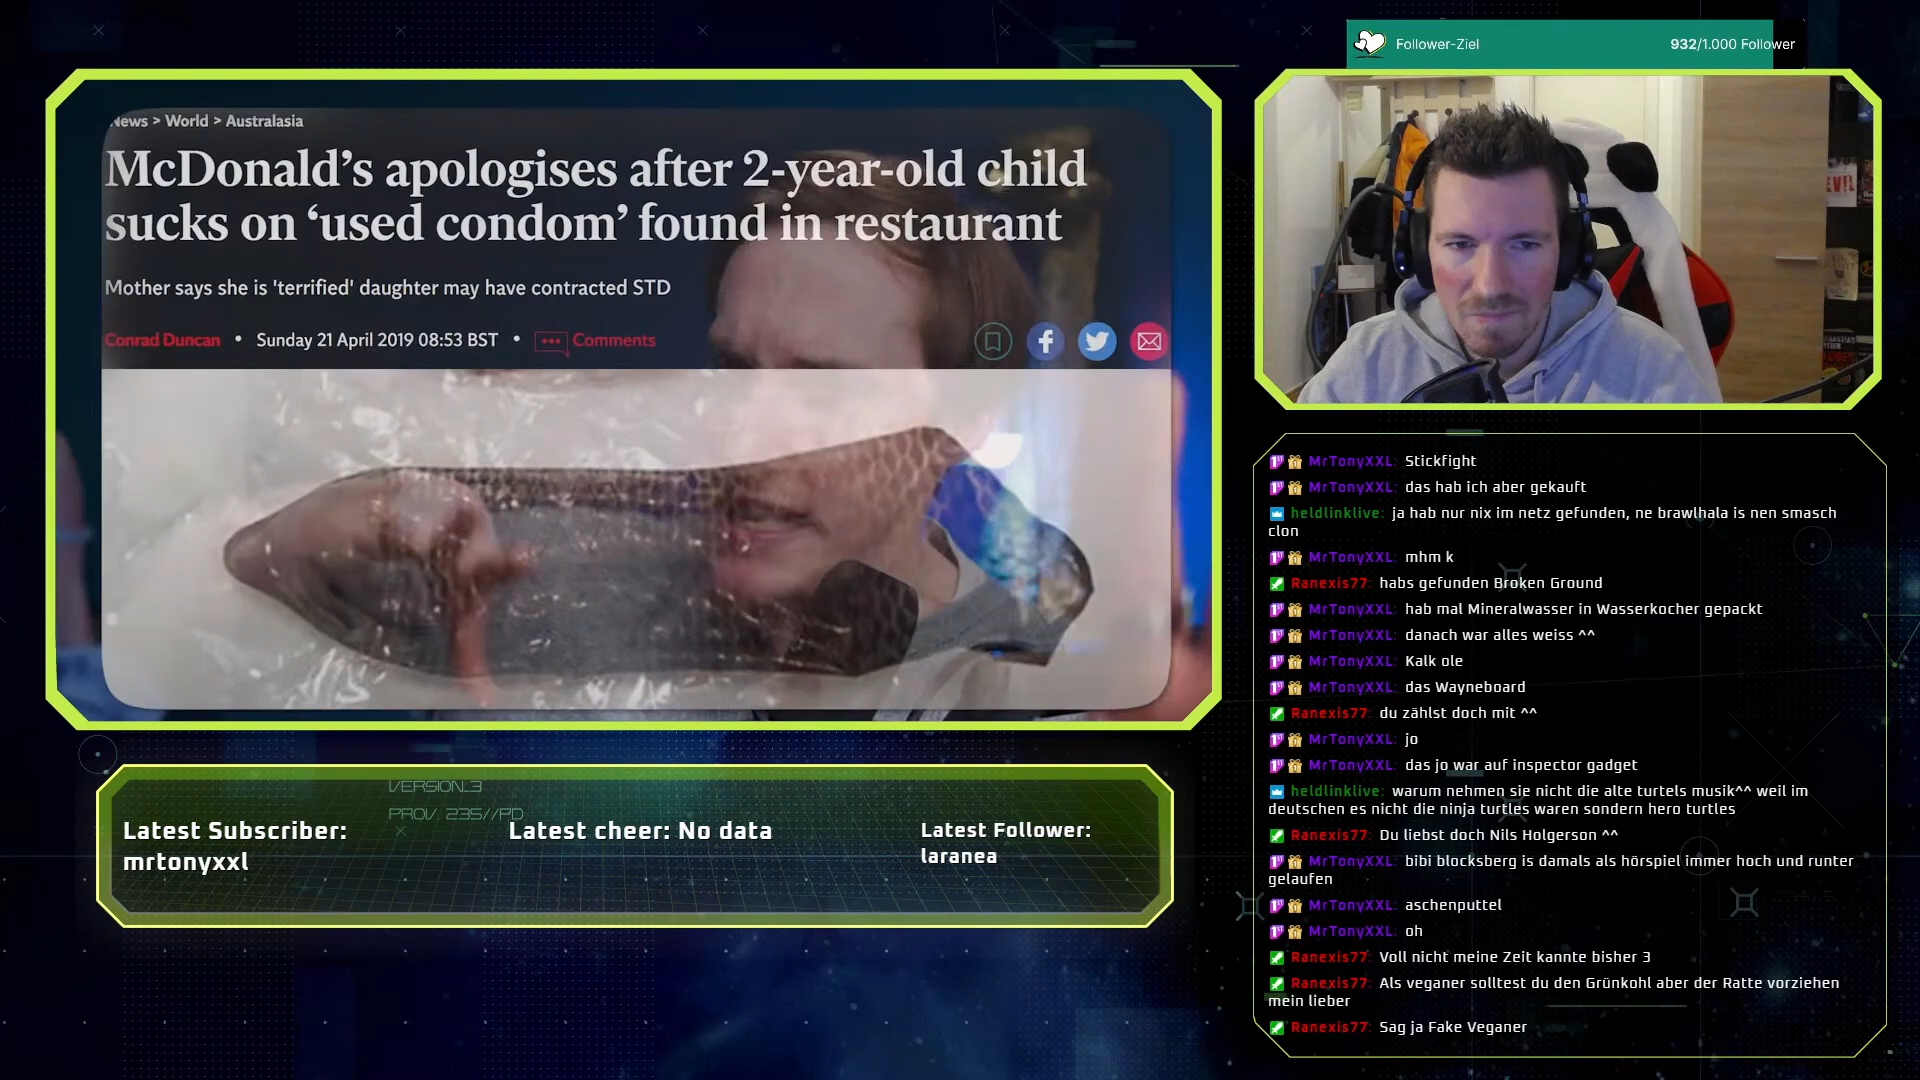 Follower-Ziel
932/1.000 Follower
News > World > Australasia
McDonald's apologises after 2-year-old child
sucks on 'used condom' found in restaurant
Mother says she is 'terrified' daughter may have contracted STD
Conrad Duncan • Sunday 21 April 2019 08:53 BST • Comments
EVIL
MrTonyXXL: Stickfight
MrTonyXXL: das hab ich aber gekauft
heldlinklive: ja hab nur nix im netz gefunden, ne brawlhala is nen smasch
clon
MrTonyXXL: mhm k
Ranexis77: habs gefunden Broken Ground
MrTonyXXL: hab mal Mineralwasser in Wasserkocher gepackt
MrTonyXXL: danach war alles weiss ^^
MrTonyXXL: Kalk ole
MrTonyXXL: das Wayneboard
Ranexis77: du zählst doch mit ^^
MrTonyXXL: jo
MrTonyXXL: das jo war auf inspector gadget
heldlinklive: warum nehmen sie nicht die alte turtels musik^^ weil im
deutschen es nicht die ninja turtles waren sondern hero turtles
Ranexis77: Du liebst doch Nils Holgerson ^^
MrTonyXXL: bibi blocksberg is damals als hörspiel immer hoch und runter
gelaufen
MrTonyXXL: aschenputtel
MrTonyXXL: oh
Ranexis77: Voll nicht meine Zeit kannte bisher 3
Ranexis77: Als veganer solltest du den Grünkohl aber der Ratte vorziehen
mein lieber
Ranexis77: Sag ja Fake Veganer
VERSION_3
PROV. 235//PD
Latest Subscriber:
mrtonyxxl
Latest cheer: No data
Latest Follower:
laranea